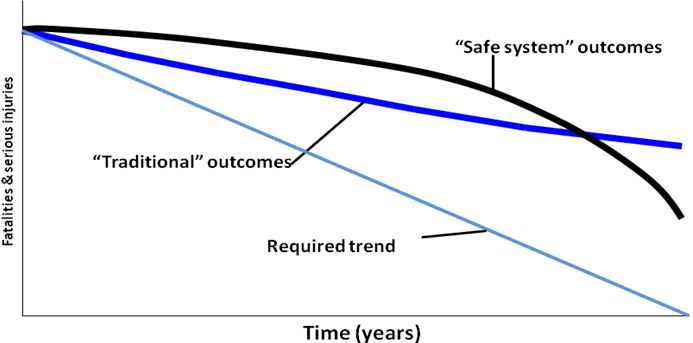 “Safe system” outcomes
Fatalities & serious injuries
“Traditional” outcomes
Required trend
Time (years)